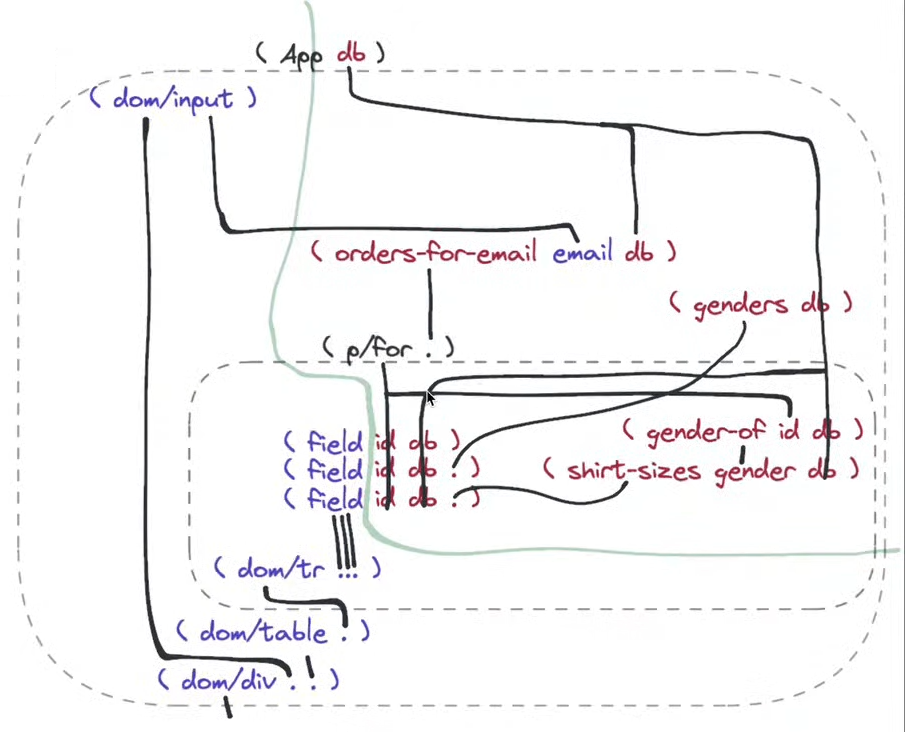 ( App db )
( dom/input )
( orders-for-email email db )
( genders db )
( p/for . )
( gender-of id db )
( field id db )
( field id db . )
( shirt-sizes gender db )
( field id db . )
( dom/tr ... )
( dom/table . )
( dom/div . . )